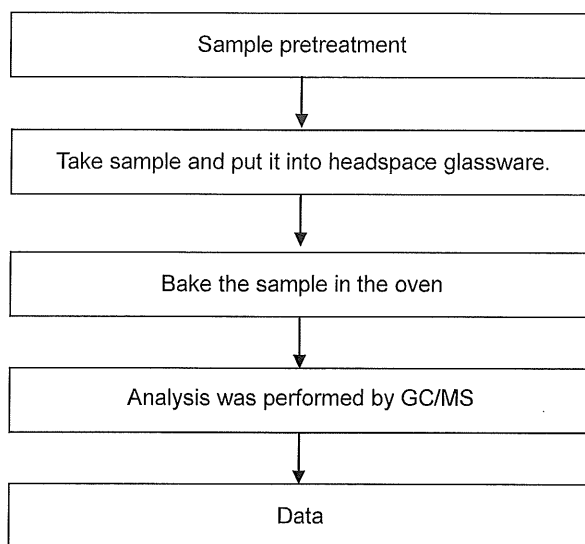 Sample pretreatment
Take sample and put it into headspace glassware.
Bake the sample in the oven
Analysis was performed by GC/MS
Data